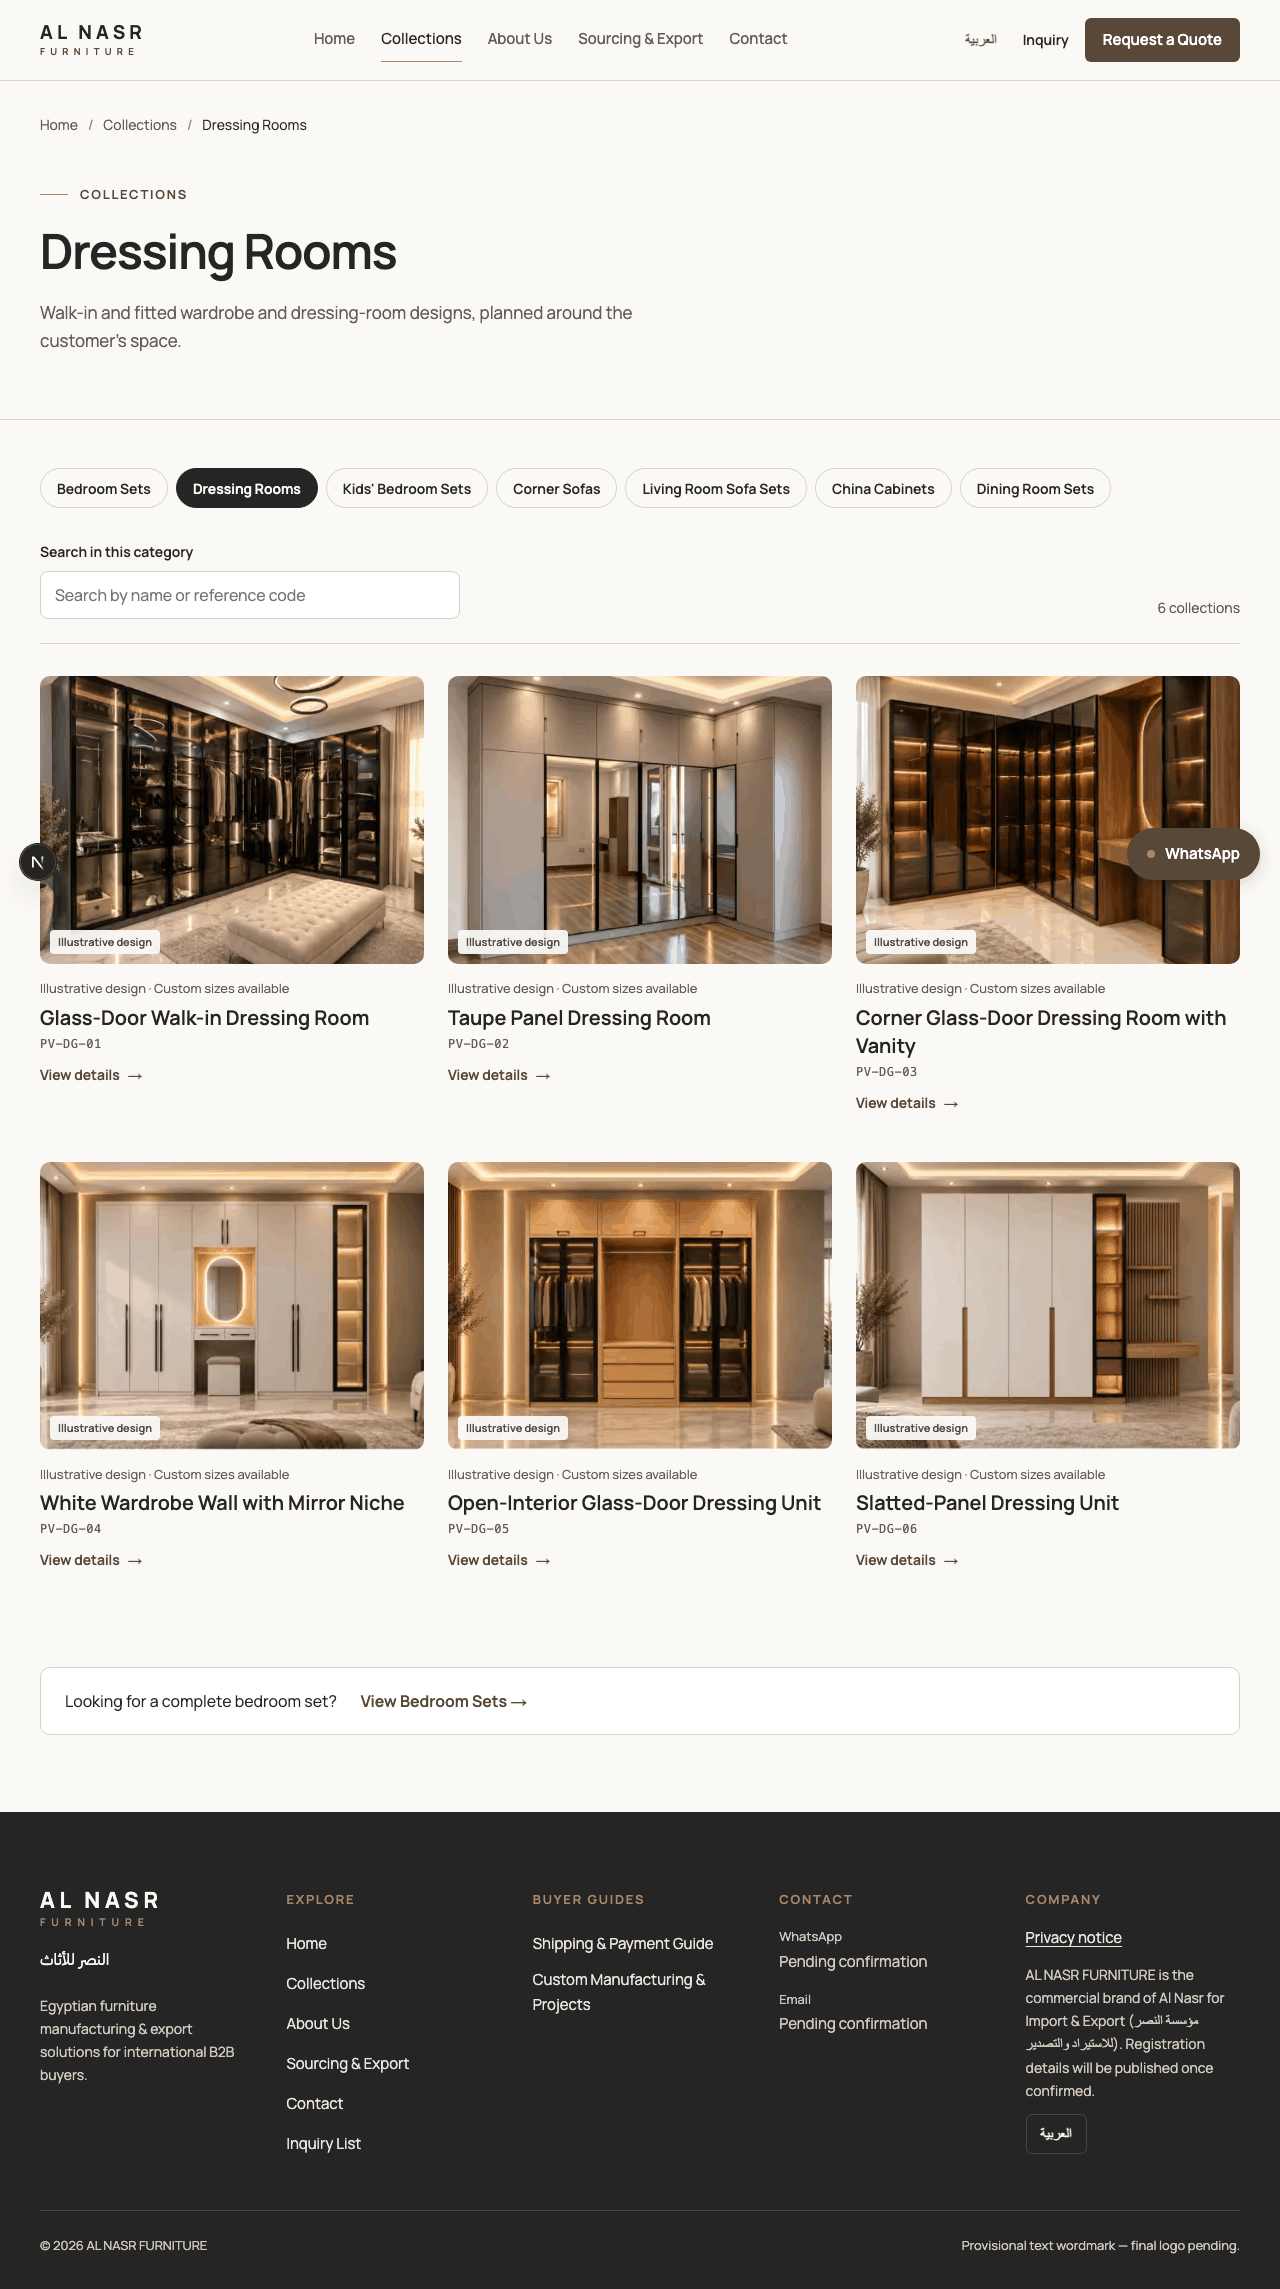 AL NASR
FURNITURE
Home
Collections
About Us
Sourcing & Export
Contact
العربية
Inquiry
Request a Quote
Home / Collections / Dressing Rooms
COLLECTIONS
Dressing Rooms
Walk-in and fitted wardrobe and dressing-room designs, planned around the
customer's space.
Bedroom Sets
Dressing Rooms
Kids' Bedroom Sets
Corner Sofas
Living Room Sofa Sets
China Cabinets
Dining Room Sets
Search in this category
Search by name or reference code
6 collections
Illustrative design
Illustrative design
Illustrative design
N
WhatsApp
Illustrative design · Custom sizes available
Glass-Door Walk-in Dressing Room
PV-DG-01
View details →
Illustrative design · Custom sizes available
Taupe Panel Dressing Room
PV-DG-02
View details →
Illustrative design · Custom sizes available
Corner Glass-Door Dressing Room with
Vanity
PV-DG-03
View details →
Illustrative design
Illustrative design
Illustrative design
Illustrative design · Custom sizes available
White Wardrobe Wall with Mirror Niche
PV-DG-04
View details →
Illustrative design · Custom sizes available
Open-Interior Glass-Door Dressing Unit
PV-DG-05
View details →
Illustrative design · Custom sizes available
Slatted-Panel Dressing Unit
PV-DG-06
View details →
Looking for a complete bedroom set? View Bedroom Sets →
AL NASR
FURNITURE
النصر للأثاث
Egyptian furniture
manufacturing & export
solutions for international B2B
buyers.
EXPLORE
Home
Collections
About Us
Sourcing & Export
Contact
Inquiry List
BUYER GUIDES
Shipping & Payment Guide
Custom Manufacturing &
Projects
CONTACT
WhatsApp
Pending confirmation
Email
Pending confirmation
COMPANY
Privacy notice
AL NASR FURNITURE is the
commercial brand of Al Nasr for
Import & Export (مؤسسة النصر
للاستيراد والتصدير). Registration
details will be published once
confirmed.
العربية
© 2026 AL NASR FURNITURE
Provisional text wordmark — final logo pending.